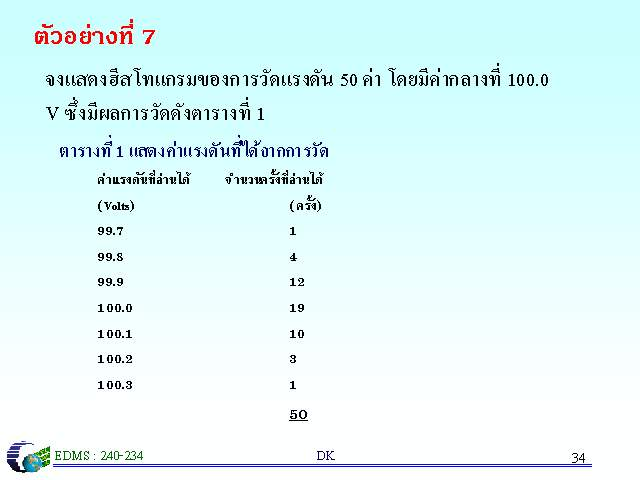 ตัวอย่างที่ 7
จงแสดงฮีสโทแกรมของการวัดแรงดัน 50 ค่า โดยมีค่ากลางที่ 100.0
V ซึ่งมีผลการวัดดังตารางที่ 1
ตารางที่ 1 แสดงค่าแรงดันที่ได้จากการวัด
ค่าแรงดันที่อ่านได้ จำนวนครั้งที่อ่านได้
(Volts) (ครั้ง)
99.7 1
99.8 4
99.9 12
100.0 19
100.1 10
100.2 3
100.3 1
50
EDMS : 240-234 DK 34